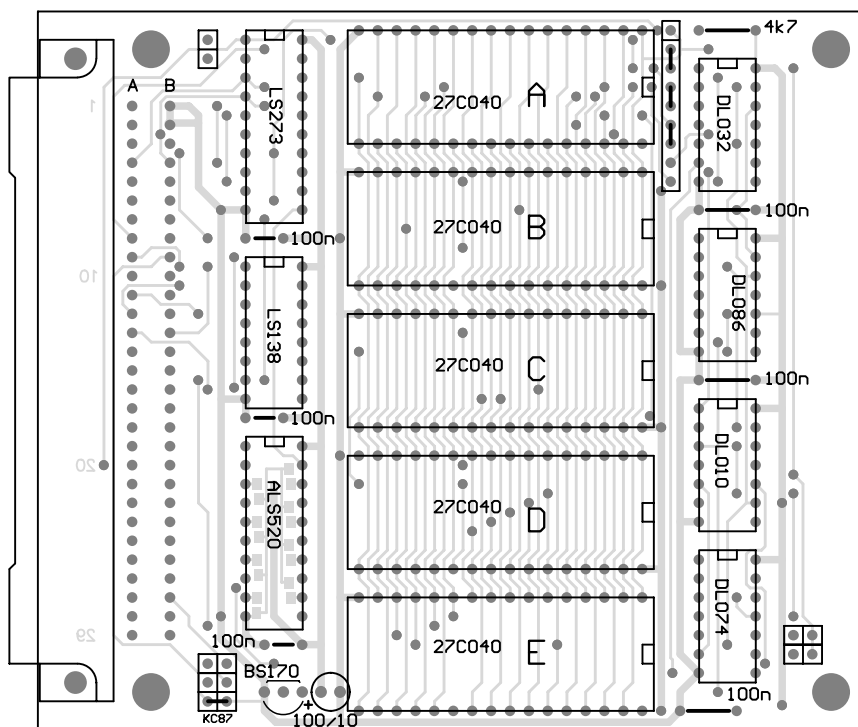 4k7
A B
1
LS273
27C040 A
DL032
100n
27C040 B
100n
10
LS138
DL086
27C040 C
100n
100n
20
ALS520
27C040 D
DL010
29
100n
27C040 E
DL074
BS170
KC87
+
100/10
100n